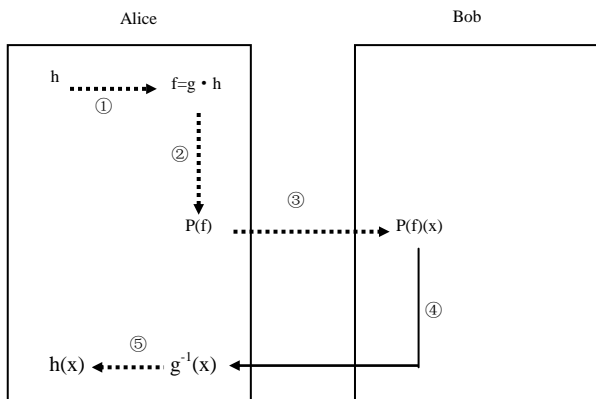 Alice
Bob
h
f=g・h
①
②
③
P(f)
P(f)(x)
④
⑤
h(x)
g⁻¹(x)